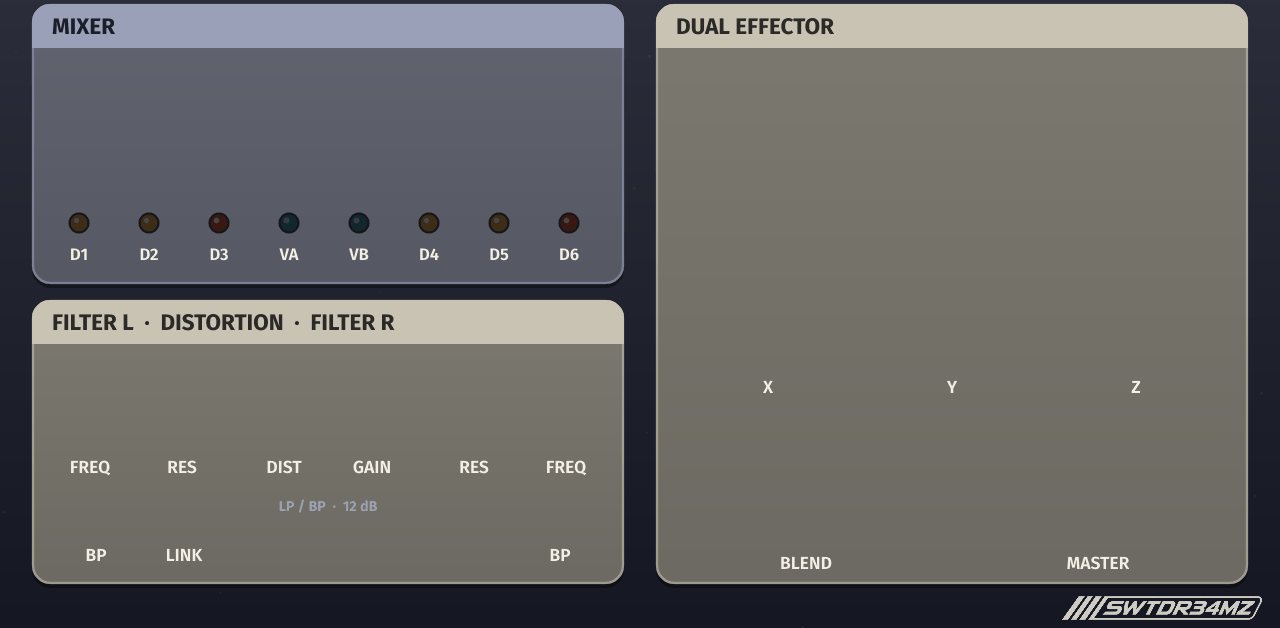 MIXER
D1 D2 D3 VA VB D4 D5 D6
FILTER L · DISTORTION · FILTER R
FREQ RES DIST GAIN RES FREQ
LP / BP · 12 dB
BP LINK BP
DUAL EFFECTOR
X Y Z
BLEND MASTER
SWTDR34MZ